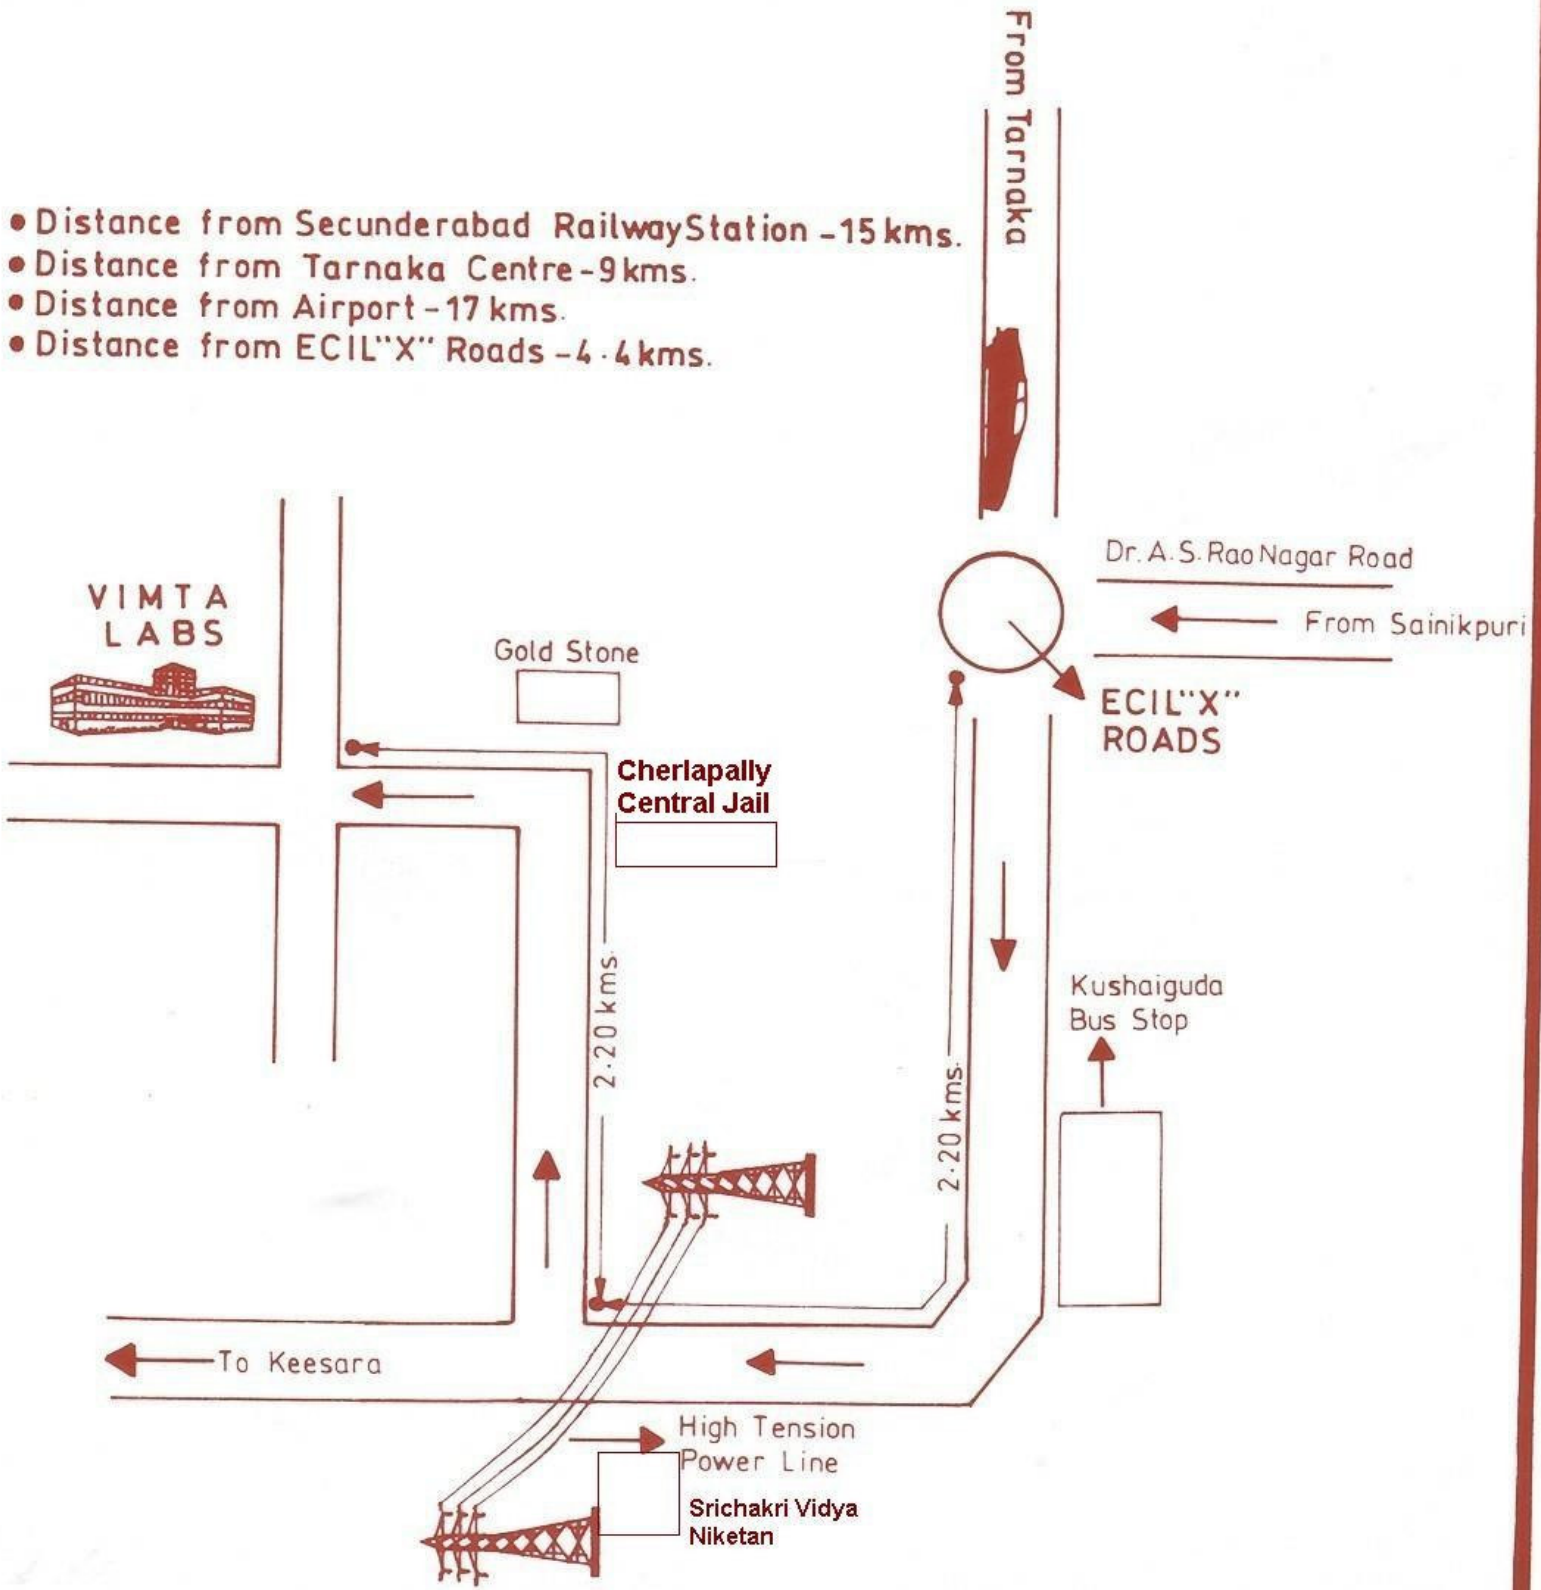 From Tarnaka
• Distance from Secunderabad Railway Station - 15 kms.
• Distance from Tarnaka Centre - 9 kms.
• Distance from Airport - 17 kms.
• Distance from ECIL "X" Roads - 4.4 kms.
Dr. A.S. Rao Nagar Road
From Sainikpuri
VIMTA
LABS
Gold Stone
ECIL "X"
ROADS
Cherlapally
Central Jail
2.20 kms.
Kushaiguda
Bus Stop
2.20 kms.
To Keesara
High Tension
Power Line
Srichakri Vidya
Niketan